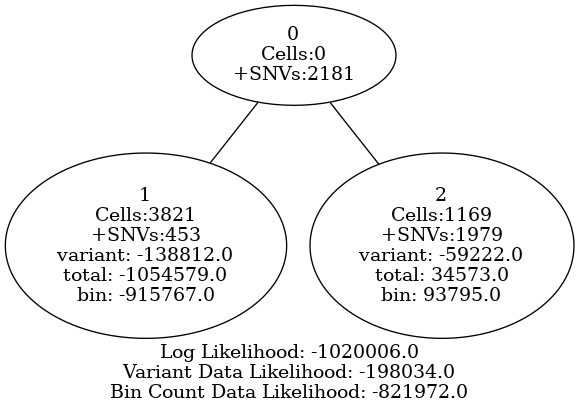 0
Cells:0
+SNVs:2181
1
Cells:3821
+SNVs:453
variant: -138812.0
total: -1054579.0
bin: -915767.0
2
Cells:1169
+SNVs:1979
variant: -59222.0
total: 34573.0
bin: 93795.0
Log Likelihood: -1020006.0
Variant Data Likelihood: -198034.0
Bin Count Data Likelihood: -821972.0